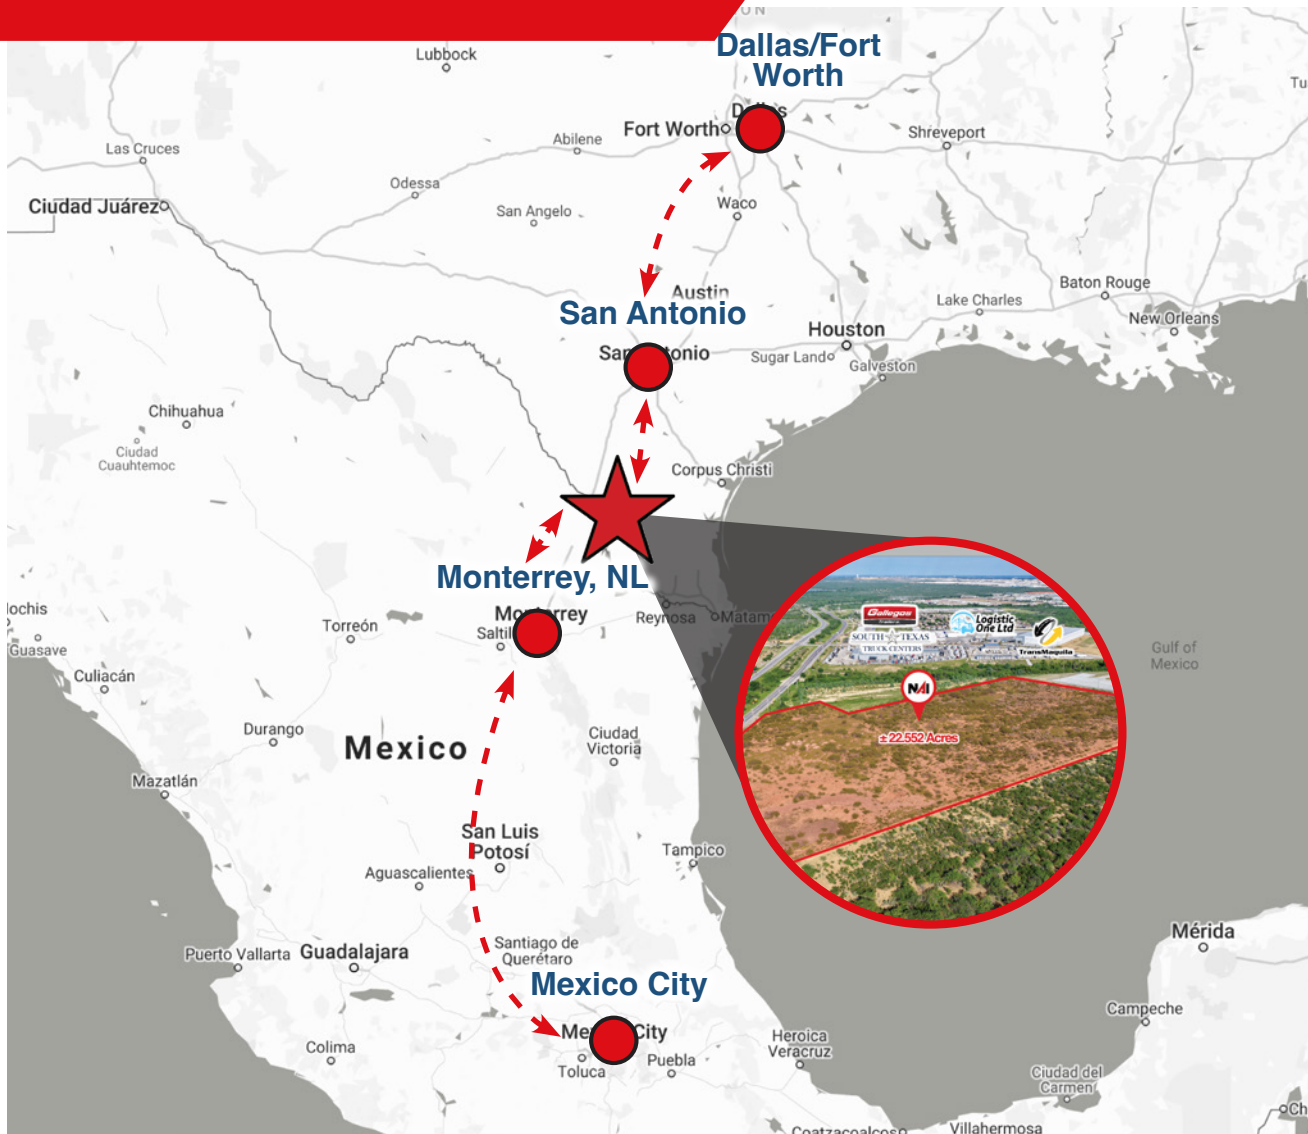 Dallas/Fort
Worth
Lubbock
Fort Worth
Abilene
Shreveport
Las Cruces
Odessa
Ciudad Juárez
San Angelo
Waco
Baton Rouge
Austin
Lake Charles
San Antonio
New Orleans
Houston
Sugar Land
Galveston
Chihuahua
Ciudad
Cuauhtemoc
Corpus Christi
Monterrey, NL
Reynosa
Torreón
Guasave
Gulf of
Mexico
Culiacán
Gallegos
SOUTH TEXAS
TRUCK CENTERS
Logistic
One Ltd
TransMaquila
NAI
± 22.552 Acres
Durango
Ciudad
Victoria
Mexico
Mazatlán
San Luis
Potosí
Tampico
Aguascalientes
Mérida
Puerto Vallarta
Guadalajara
Santiago de
Querétaro
Mexico City
Campeche
Colima
Toluca
Puebla
Heroica
Veracruz
Ciudad del
Carmen
Villahermosa